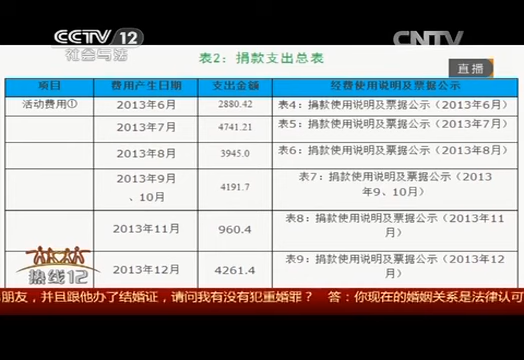 CCTV 12
社会与法
CNTV
直播
表2：捐款支出总表
项目 费用产生日期 支出金额 经费使用说明及票据公示
活动费用① 2013年6月 2880.42 表4：捐款使用说明及票据公示（2013年6月）
2013年7月 4741.21 表5：捐款使用说明及票据公示（2013年7月）
2013年8月 3945.0 表6：捐款使用说明及票据公示（2013年8月）
2013年9月 4191.7 表7：捐款使用说明及票据公示（2013
、10月 年9、10月）
2013年11月 960.4 表8：捐款使用说明及票据公示（2013年11
月）
2013年12月 4261.4 表9：捐款使用说明及票据公示（2013年12
月）
热线12
朋友，并且跟他办了结婚证，请问我有没有犯重婚罪？ 答：你现在的婚姻关系是法律认可